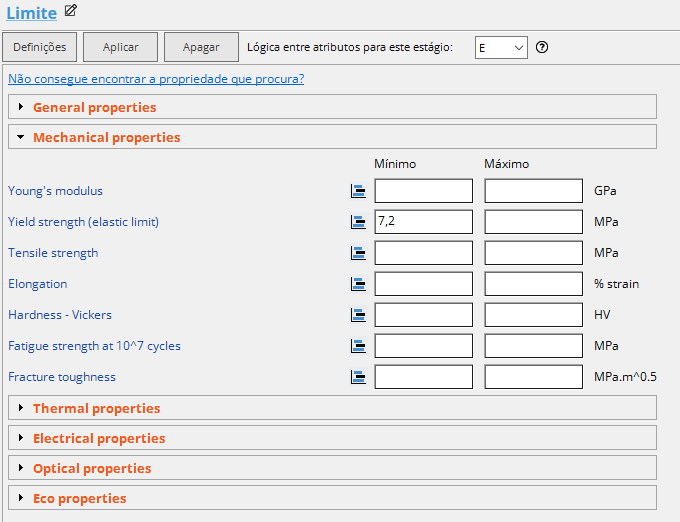 Limite
Definições Aplicar Apagar Lógica entre atributos para este estágio: E
Não consegue encontrar a propriedade que procura?
General properties
Mechanical properties
Mínimo Máximo
Young's modulus GPa
Yield strength (elastic limit) 7,2 MPa
Tensile strength MPa
Elongation % strain
Hardness - Vickers HV
Fatigue strength at 10^7 cycles MPa
Fracture toughness MPa.m^0.5
Thermal properties
Electrical properties
Optical properties
Eco properties